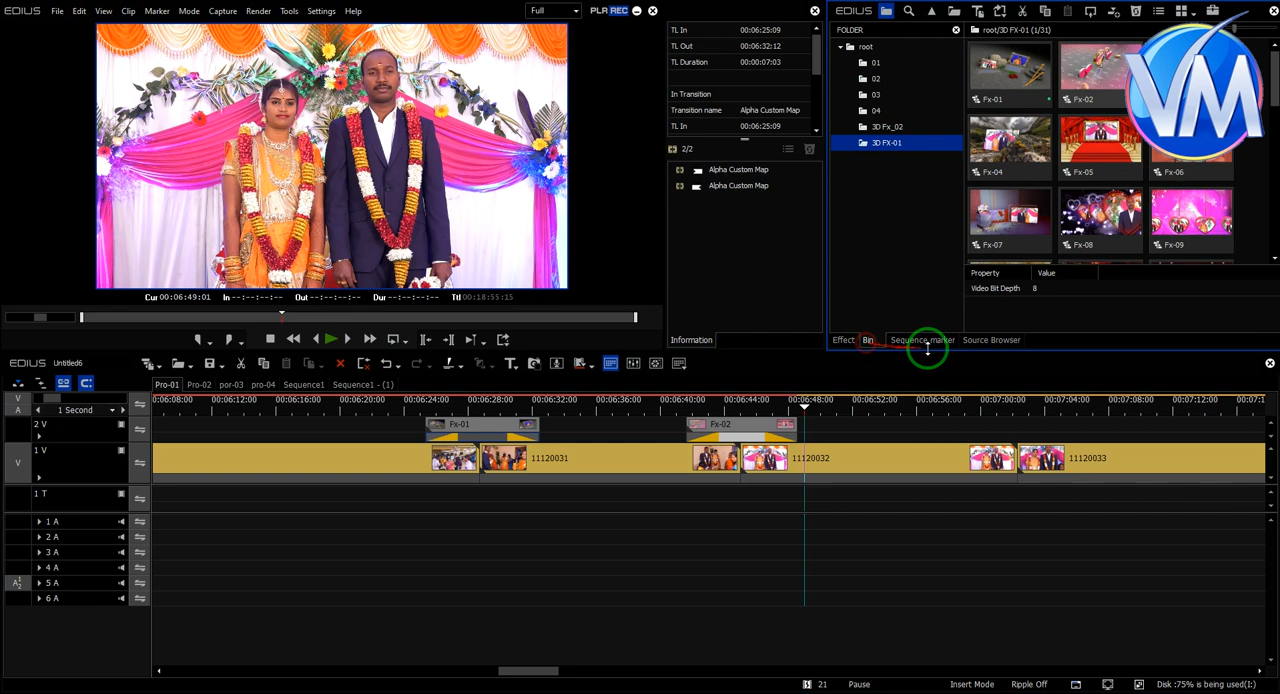 EDIUS File Edit View Clip Marker Mode Capture Render Tools Settings Help
Full
PLR REC
Cur 00:06:49:01 In --:--:--:-- Out --:--:--:-- Dur --:--:--:-- Ttl 00:18:55:15
TL In 00:06:25:09
TL Out 00:06:32:12
TL Duration 00:00:07:03
In Transition
Transition name Alpha Custom Map
TL In 00:06:25:09
2/2
Alpha Custom Map
Alpha Custom Map
Information
EDIUS
FOLDER
root
01
02
03
04
3D Fx_02
3D FX-01
root/3D FX-01 (1/31)
Fx-01
Fx-02
Fx-04
Fx-05
Fx-06
Fx-07
Fx-08
Fx-09
VM
Property Value
Video Bit Depth 8
Effect Bin Sequence marker Source Browser
EDIUS Untitled6
Pro-01 Pro-02 por-03 pro-04 Sequence1 Sequence1 - (1)
V
A
1 Second
0:06:08:00 00:06:12:00 00:06:16:00 00:06:20:00 00:06:24:00 00:06:28:00 00:06:32:00 00:06:36:00 00:06:40:00 00:06:44:00 00:06:48:00 00:06:52:00 00:06:56:00 00:07:00:00 00:07:04:00 00:07:08:00 00:07:12:00
2 V
Fx-01
Fx-02
V
1 V
11120031
11120032
11120033
1 T
1 A
2 A
3 A
4 A
5 A
6 A
21 Pause
Insert Mode Ripple Off Disk :75% is being used(I:)